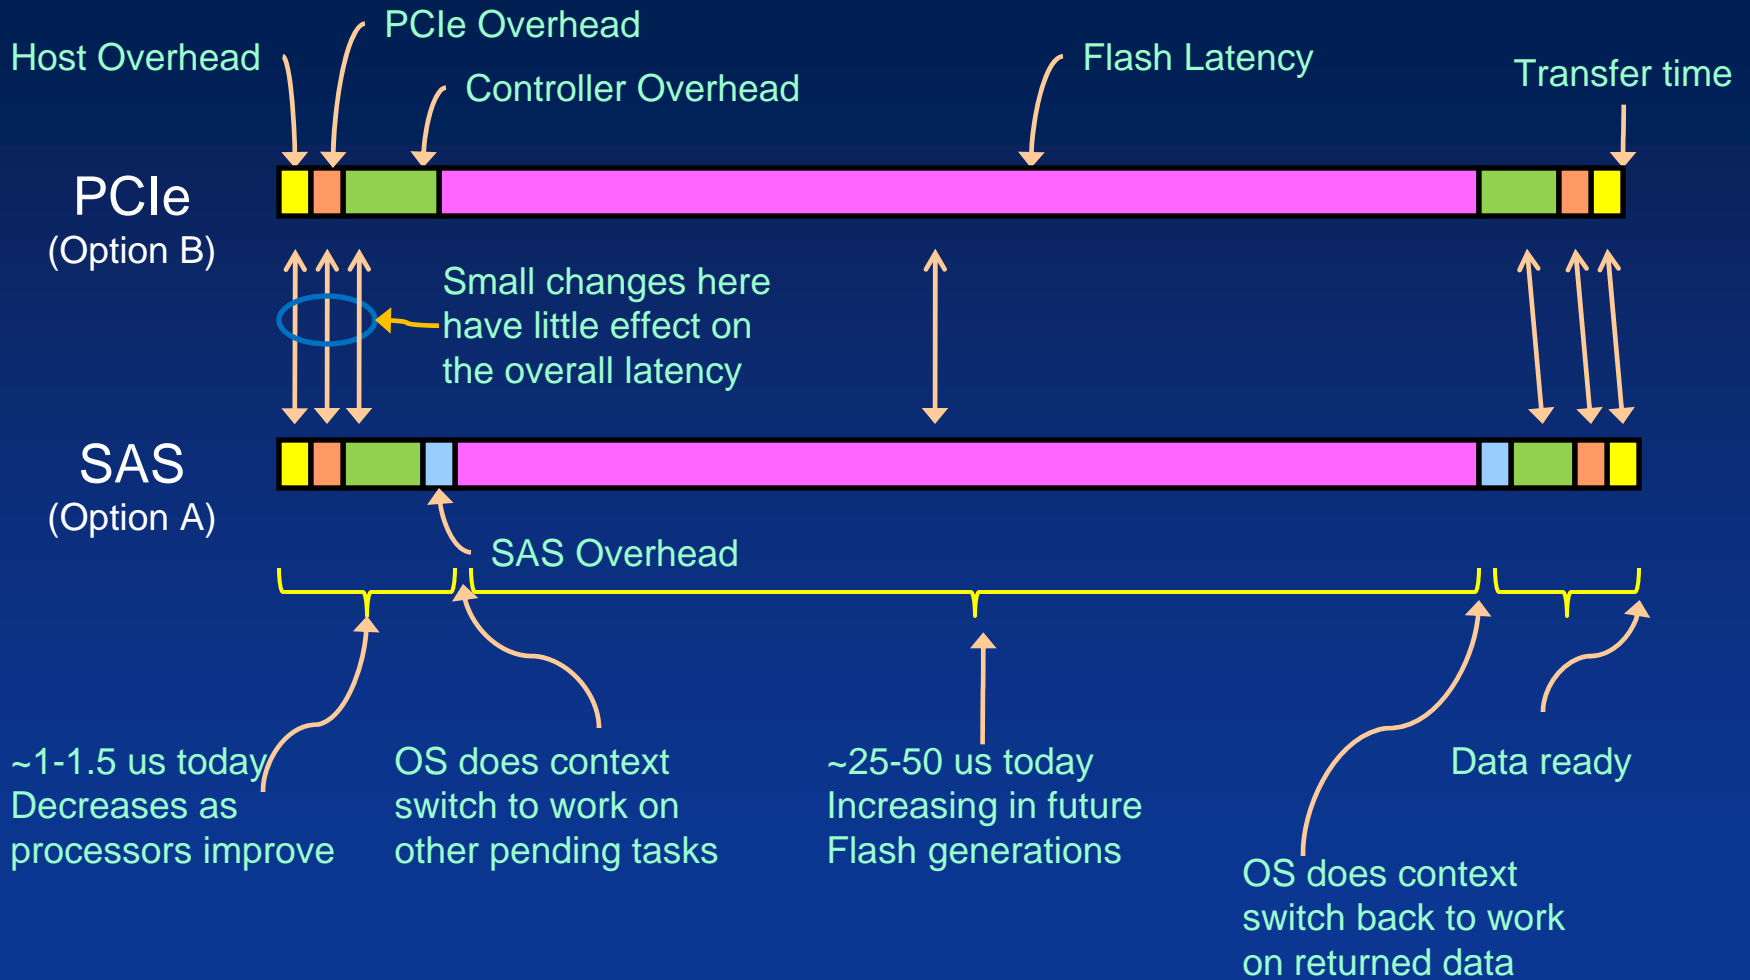 PCIe Overhead
Host Overhead
Controller Overhead
Flash Latency
Transfer time
PCIe
(Option B)
Small changes here
have little effect on
the overall latency
SAS
(Option A)
SAS Overhead
~1-1.5 us today
Decreases as
processors improve
OS does context
switch to work on
other pending tasks
~25-50 us today
Increasing in future
Flash generations
Data ready
OS does context
switch back to work
on returned data